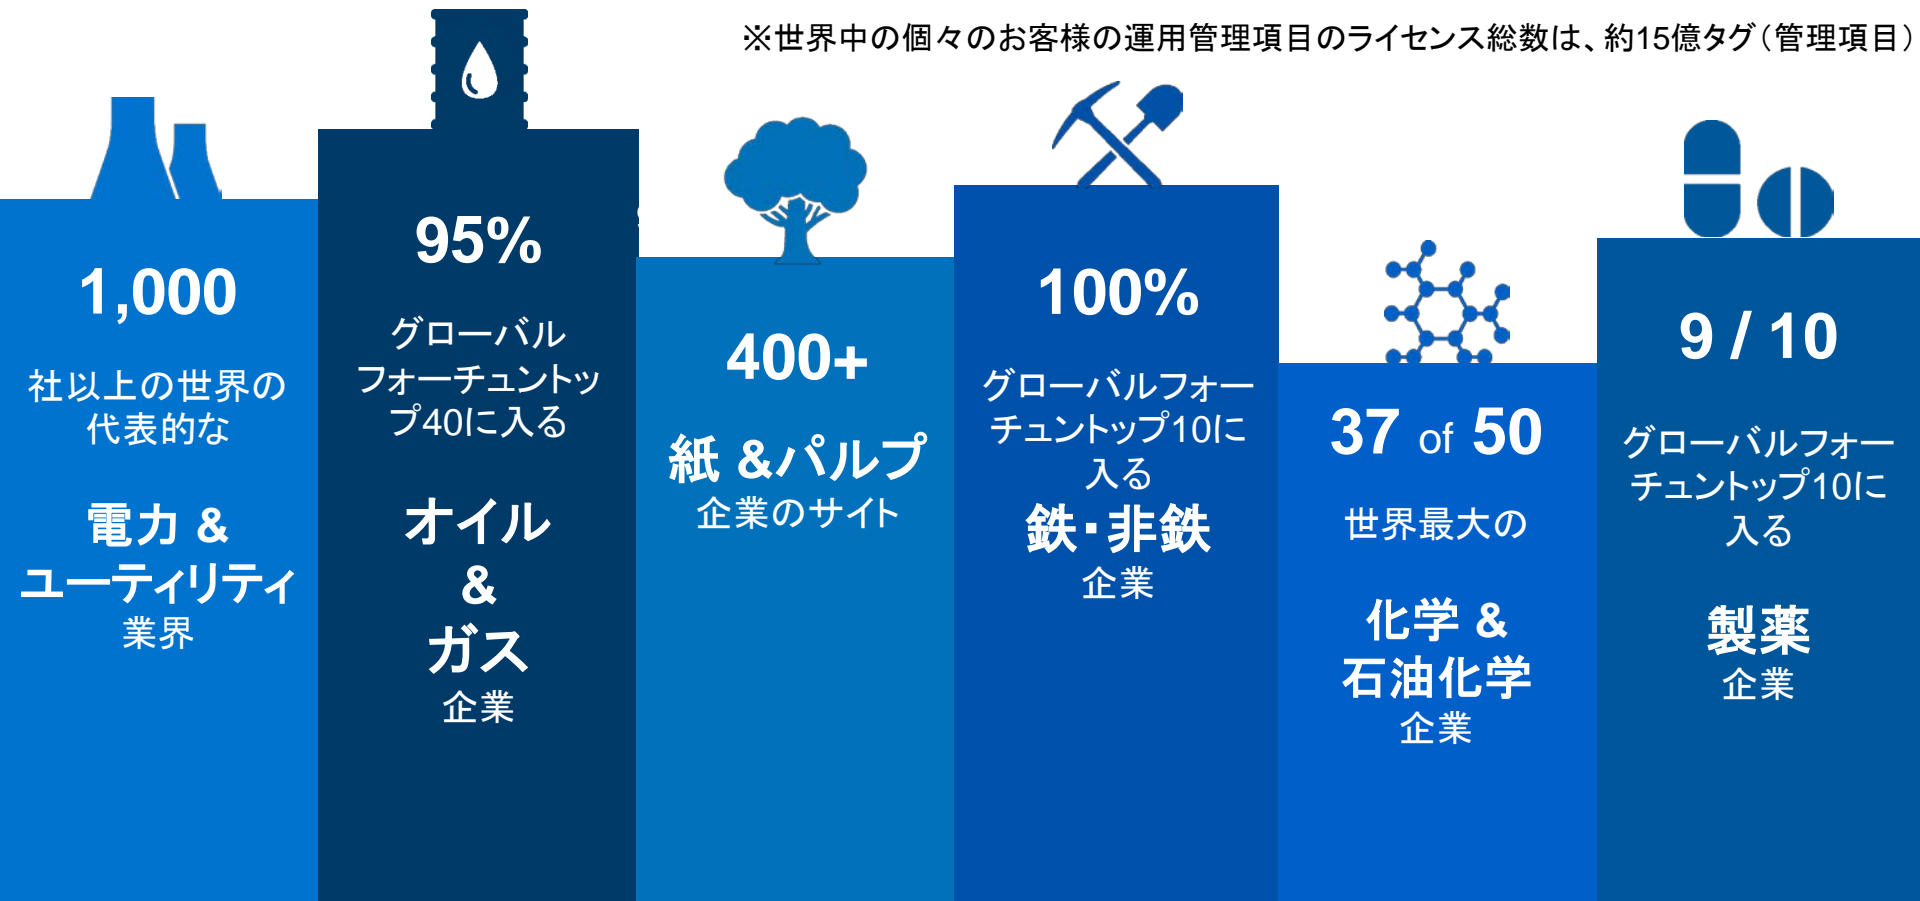 ※世界中の個々のお客様の運用管理項目のライセンス総数は、約15億タグ（管理項目）
1,000
社以上の世界の
代表的な
電力 &
ユーティリティ
業界
95%
グローバル
フォーチュントッ
プ40に入る
オイル
&
ガス
企業
400+
紙 &パルプ
企業のサイト
100%
グローバルフォー
チュントップ10に
入る
鉄・非鉄
企業
37 of 50
世界最大の
化学 &
石油化学
企業
9 / 10
グローバルフォー
チュントップ10に
入る
製薬
企業